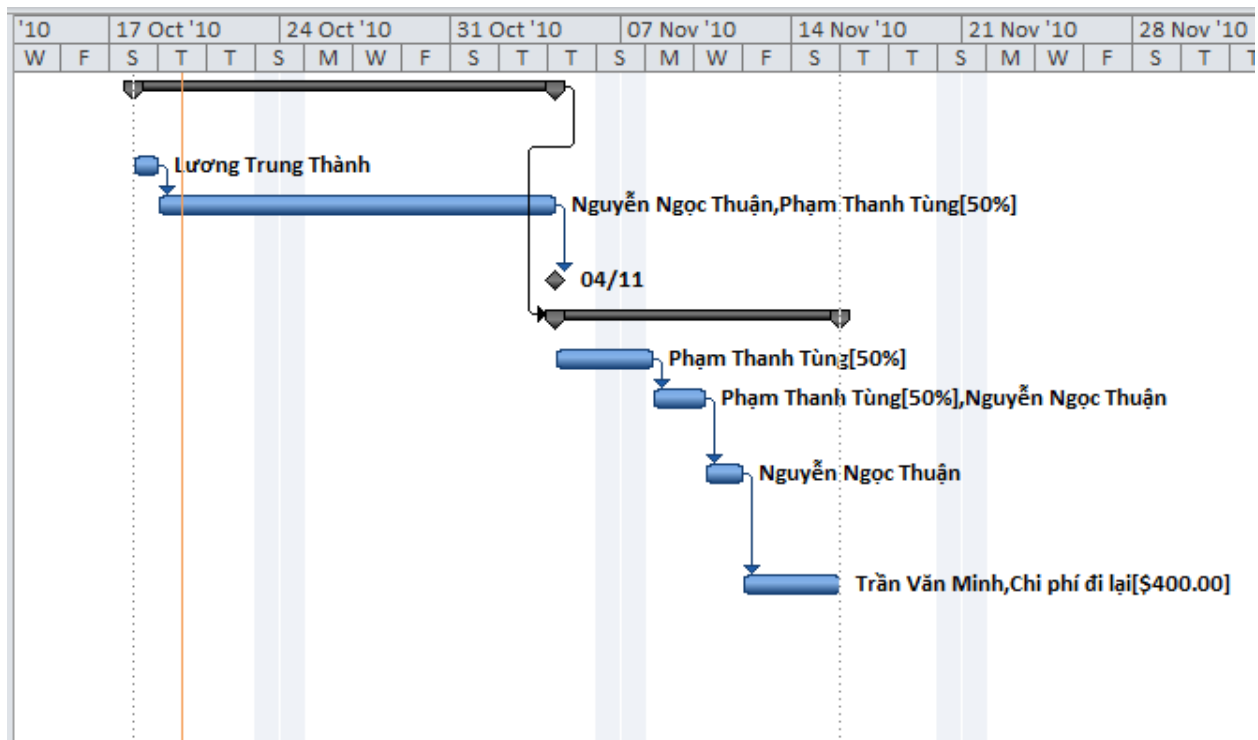 '10 17 Oct '10 24 Oct '10 31 Oct '10 07 Nov '10 14 Nov '10 21 Nov '10 28 Nov '10
W F S T T S M W F S T T S M W F S T T S M W F S T T
Lương Trung Thành
Nguyễn Ngọc Thuận,Phạm Thanh Tùng[50%]
04/11
Phạm Thanh Tùng[50%]
Phạm Thanh Tùng[50%],Nguyễn Ngọc Thuận
Nguyễn Ngọc Thuận
Trần Văn Minh,Chi phí đi lại[$400.00]